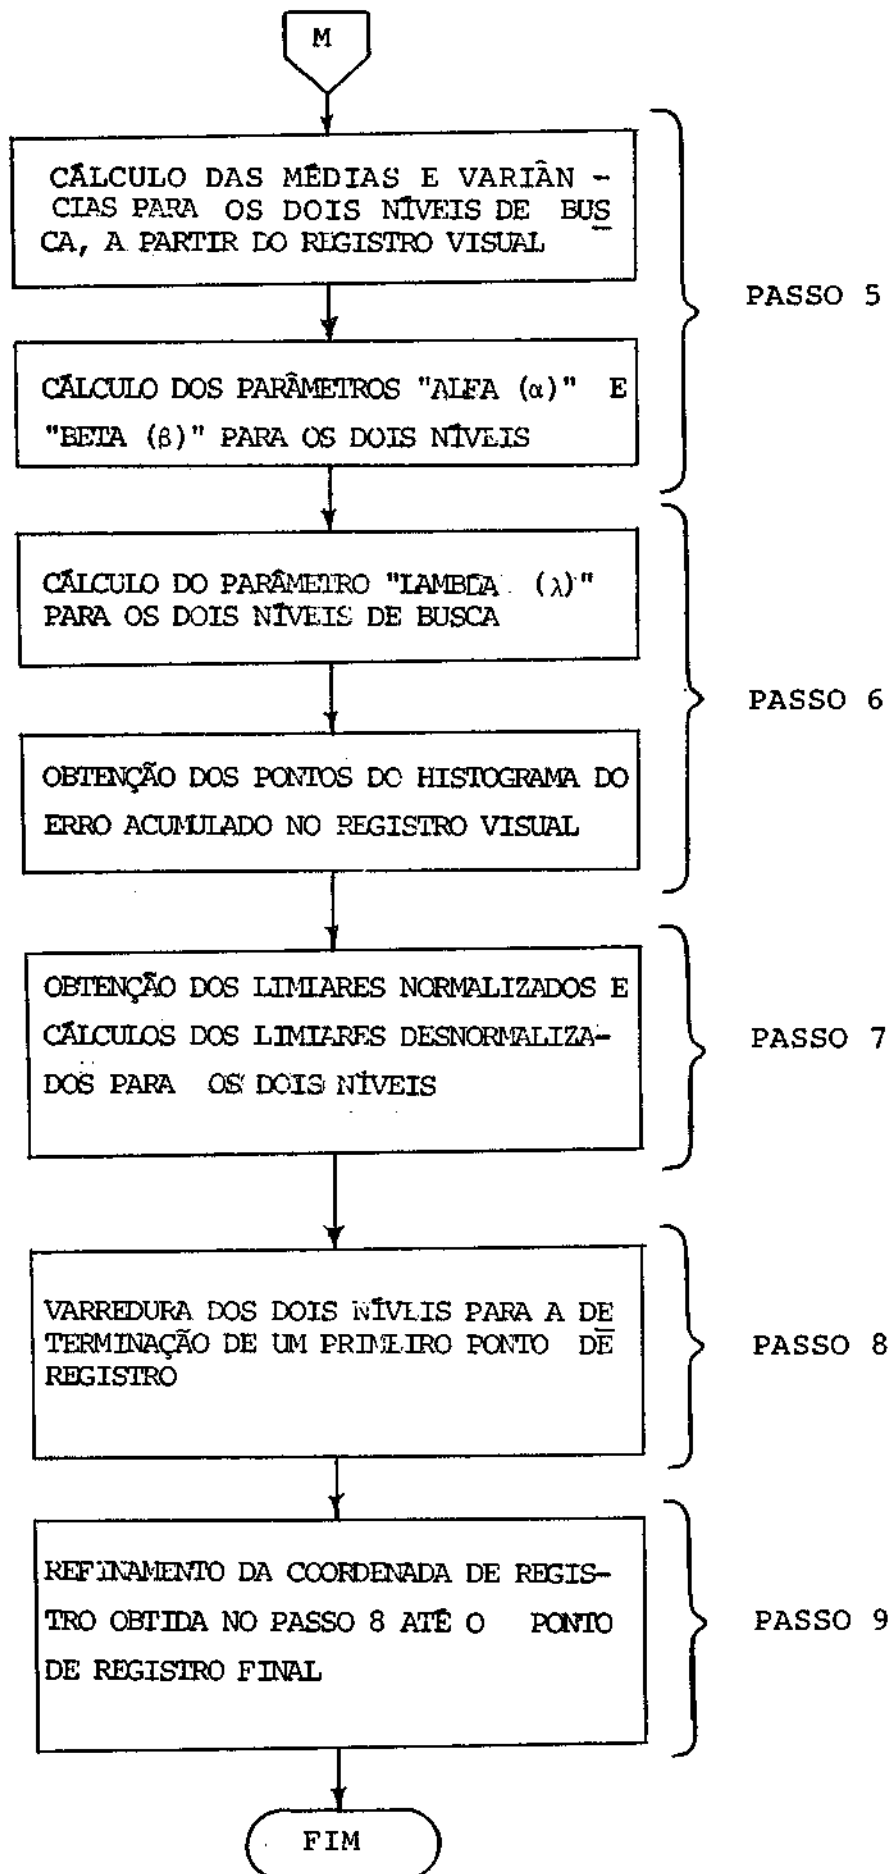 M
CÁLCULO DAS MÉDIAS E VARIÂN -
CIAS PARA OS DOIS NÍVEIS DE BUS
CA, A PARTIR DO REGISTRO VISUAL
PASSO 5
CÁLCULO DOS PARÂMETROS "ALFA (α)" E
"BETA (β)" PARA OS DOIS NÍVEIS
CÁLCULO DO PARÂMETRO "LAMBDA (λ)"
PARA OS DOIS NÍVEIS DE BUSCA
PASSO 6
OBTENÇÃO DOS PONTOS DO HISTOGRAMA DO
ERRO ACUMULADO NO REGISTRO VISUAL
OBTENÇÃO DOS LIMIARES NORMALIZADOS E
CÁLCULOS DOS LIMIARES DESNORMALIZA-
DOS PARA OS DOIS NÍVEIS
PASSO 7
VARREDURA DOS DOIS NÍVEIS PARA A DE
TERMINAÇÃO DE UM PRIMEIRO PONTO DE
REGISTRO
PASSO 8
REFINAMENTO DA COORDENADA DE REGIS-
TRO OBTIDA NO PASSO 8 ATÉ O PONTO
DE REGISTRO FINAL
PASSO 9
FIM